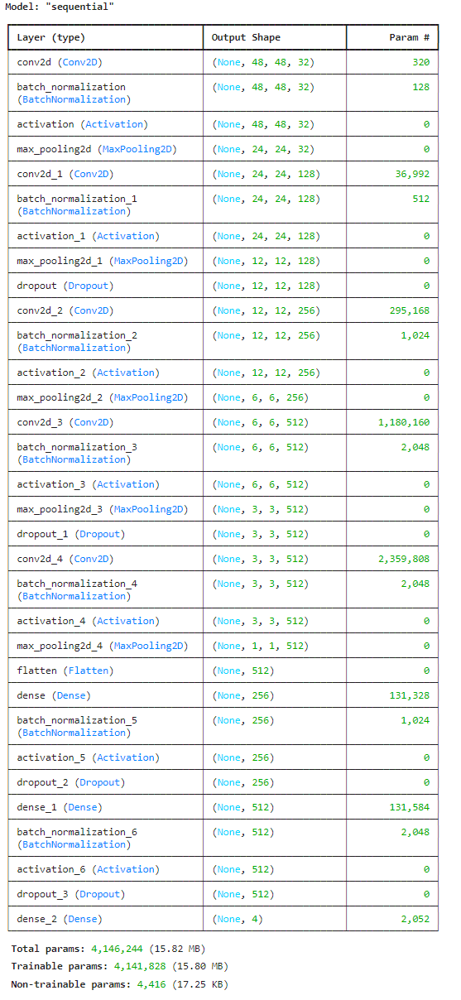 Model: "sequential"
Layer (type) Output Shape Param #
conv2d (Conv2D) (None, 48, 48, 32) 320
batch_normalization (None, 48, 48, 32) 128
(BatchNormalization)
activation (Activation) (None, 48, 48, 32) 0
max_pooling2d (MaxPooling2D) (None, 24, 24, 32) 0
conv2d_1 (Conv2D) (None, 24, 24, 128) 36,992
batch_normalization_1 (None, 24, 24, 128) 512
(BatchNormalization)
activation_1 (Activation) (None, 24, 24, 128) 0
max_pooling2d_1 (MaxPooling2D) (None, 12, 12, 128) 0
dropout (Dropout) (None, 12, 12, 128) 0
conv2d_2 (Conv2D) (None, 12, 12, 256) 295,168
batch_normalization_2 (None, 12, 12, 256) 1,024
(BatchNormalization)
activation_2 (Activation) (None, 12, 12, 256) 0
max_pooling2d_2 (MaxPooling2D) (None, 6, 6, 256) 0
conv2d_3 (Conv2D) (None, 6, 6, 512) 1,180,160
batch_normalization_3 (None, 6, 6, 512) 2,048
(BatchNormalization)
activation_3 (Activation) (None, 6, 6, 512) 0
max_pooling2d_3 (MaxPooling2D) (None, 3, 3, 512) 0
dropout_1 (Dropout) (None, 3, 3, 512) 0
conv2d_4 (Conv2D) (None, 3, 3, 512) 2,359,808
batch_normalization_4 (None, 3, 3, 512) 2,048
(BatchNormalization)
activation_4 (Activation) (None, 3, 3, 512) 0
max_pooling2d_4 (MaxPooling2D) (None, 1, 1, 512) 0
flatten (Flatten) (None, 512) 0
dense (Dense) (None, 256) 131,328
batch_normalization_5 (None, 256) 1,024
(BatchNormalization)
activation_5 (Activation) (None, 256) 0
dropout_2 (Dropout) (None, 256) 0
dense_1 (Dense) (None, 512) 131,584
batch_normalization_6 (None, 512) 2,048
(BatchNormalization)
activation_6 (Activation) (None, 512) 0
dropout_3 (Dropout) (None, 512) 0
dense_2 (Dense) (None, 4) 2,052
Total params: 4,146,244 (15.82 MB)
Trainable params: 4,141,828 (15.80 MB)
Non-trainable params: 4,416 (17.25 KB)